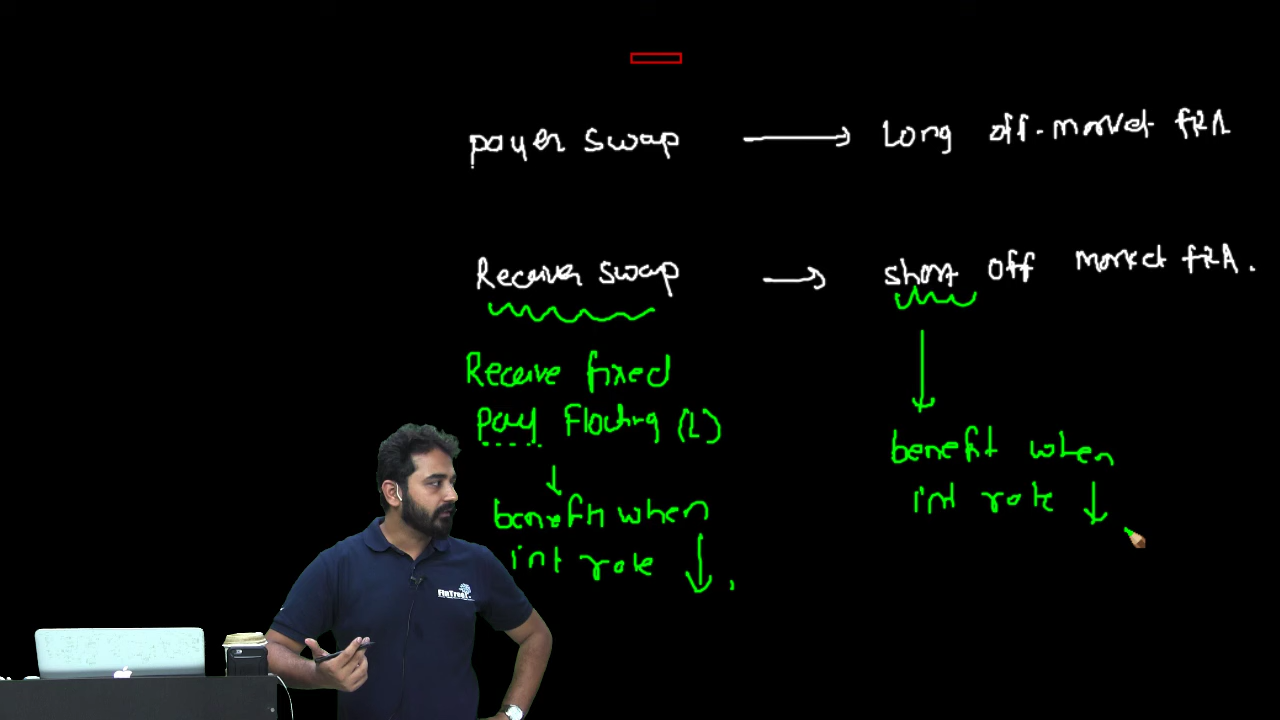 payer swap → Long off-market FRA
Receiver swap → short off market FRA.
Receive fixed
pay Floating (L)
↓
benefit when
int rate ↓.
↓
benefit when
int rate ↓
FinTree